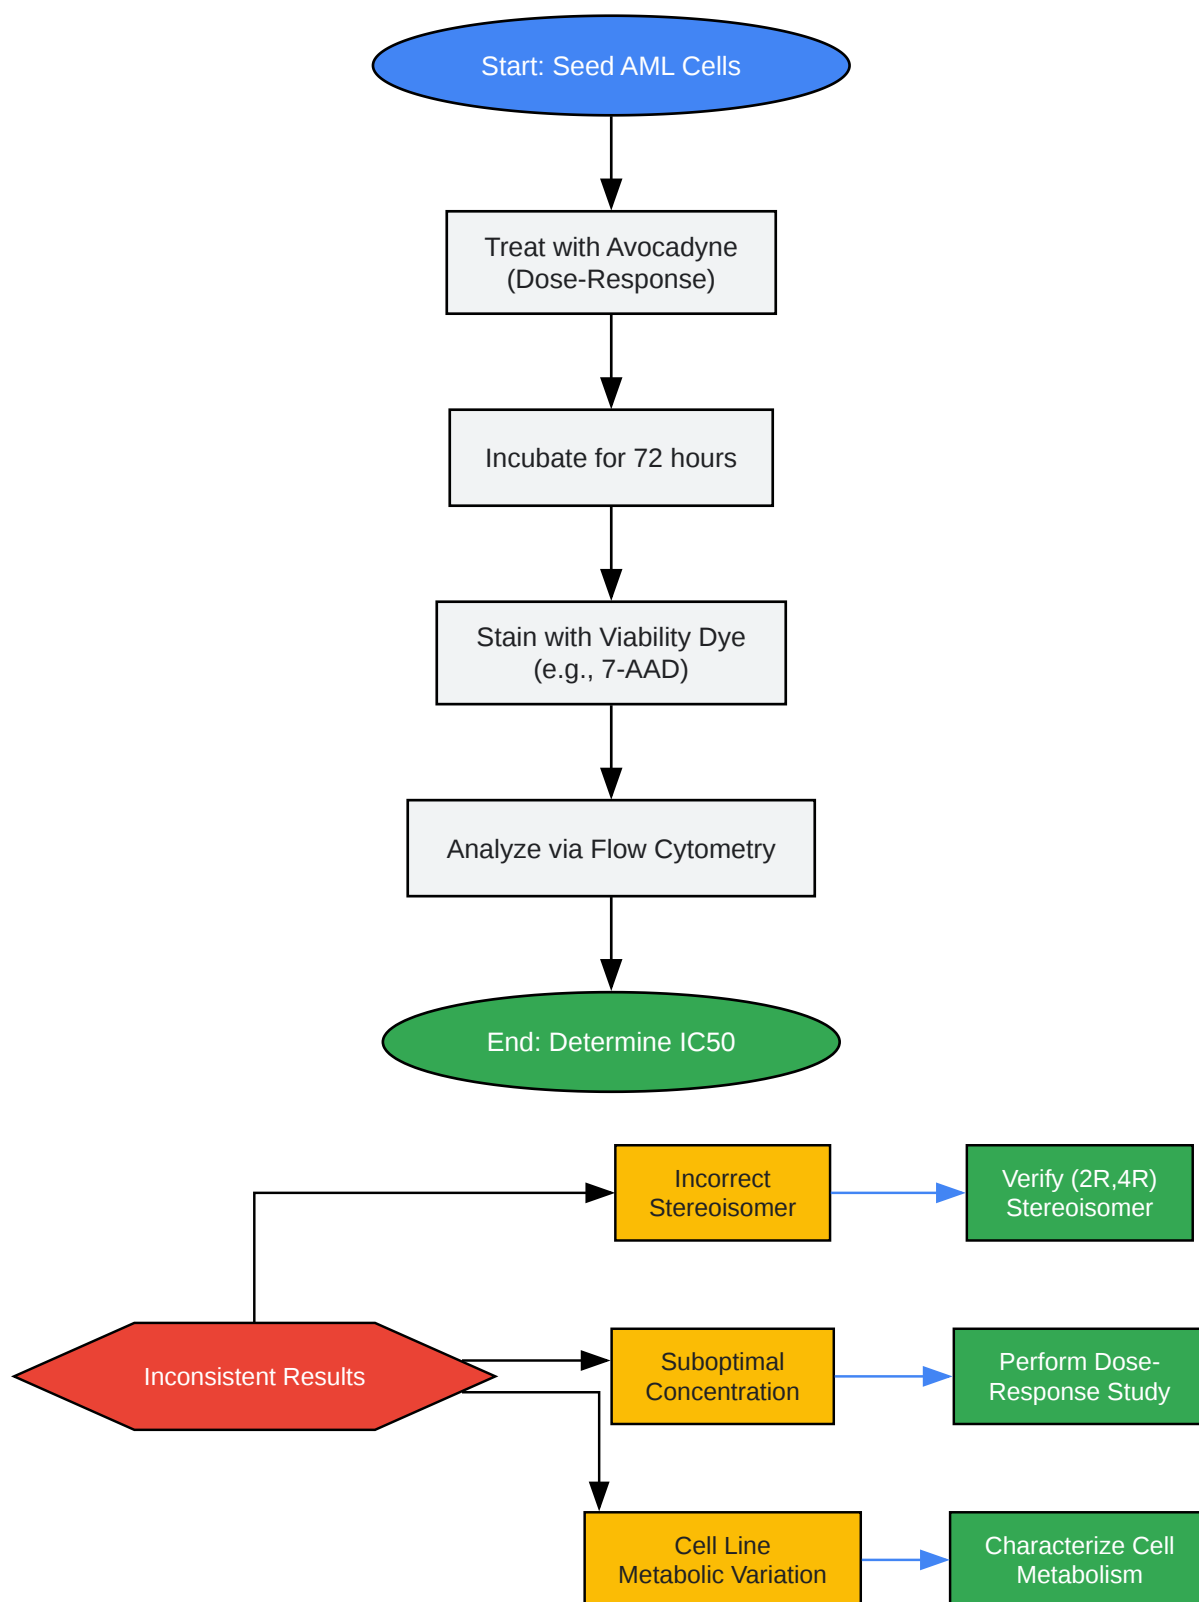 Start: Seed AML Cells
Treat with Avocadyne
(Dose-Response)
Incubate for 72 hours
Stain with Viability Dye
(e.g., 7-AAD)
Analyze via Flow Cytometry
End: Determine IC50
Incorrect
Stereoisomer
Verify (2R,4R)
Stereoisomer
Inconsistent Results
Suboptimal
Concentration
Perform Dose-
Response Study
Cell Line
Metabolic Variation
Characterize Cell
Metabolism